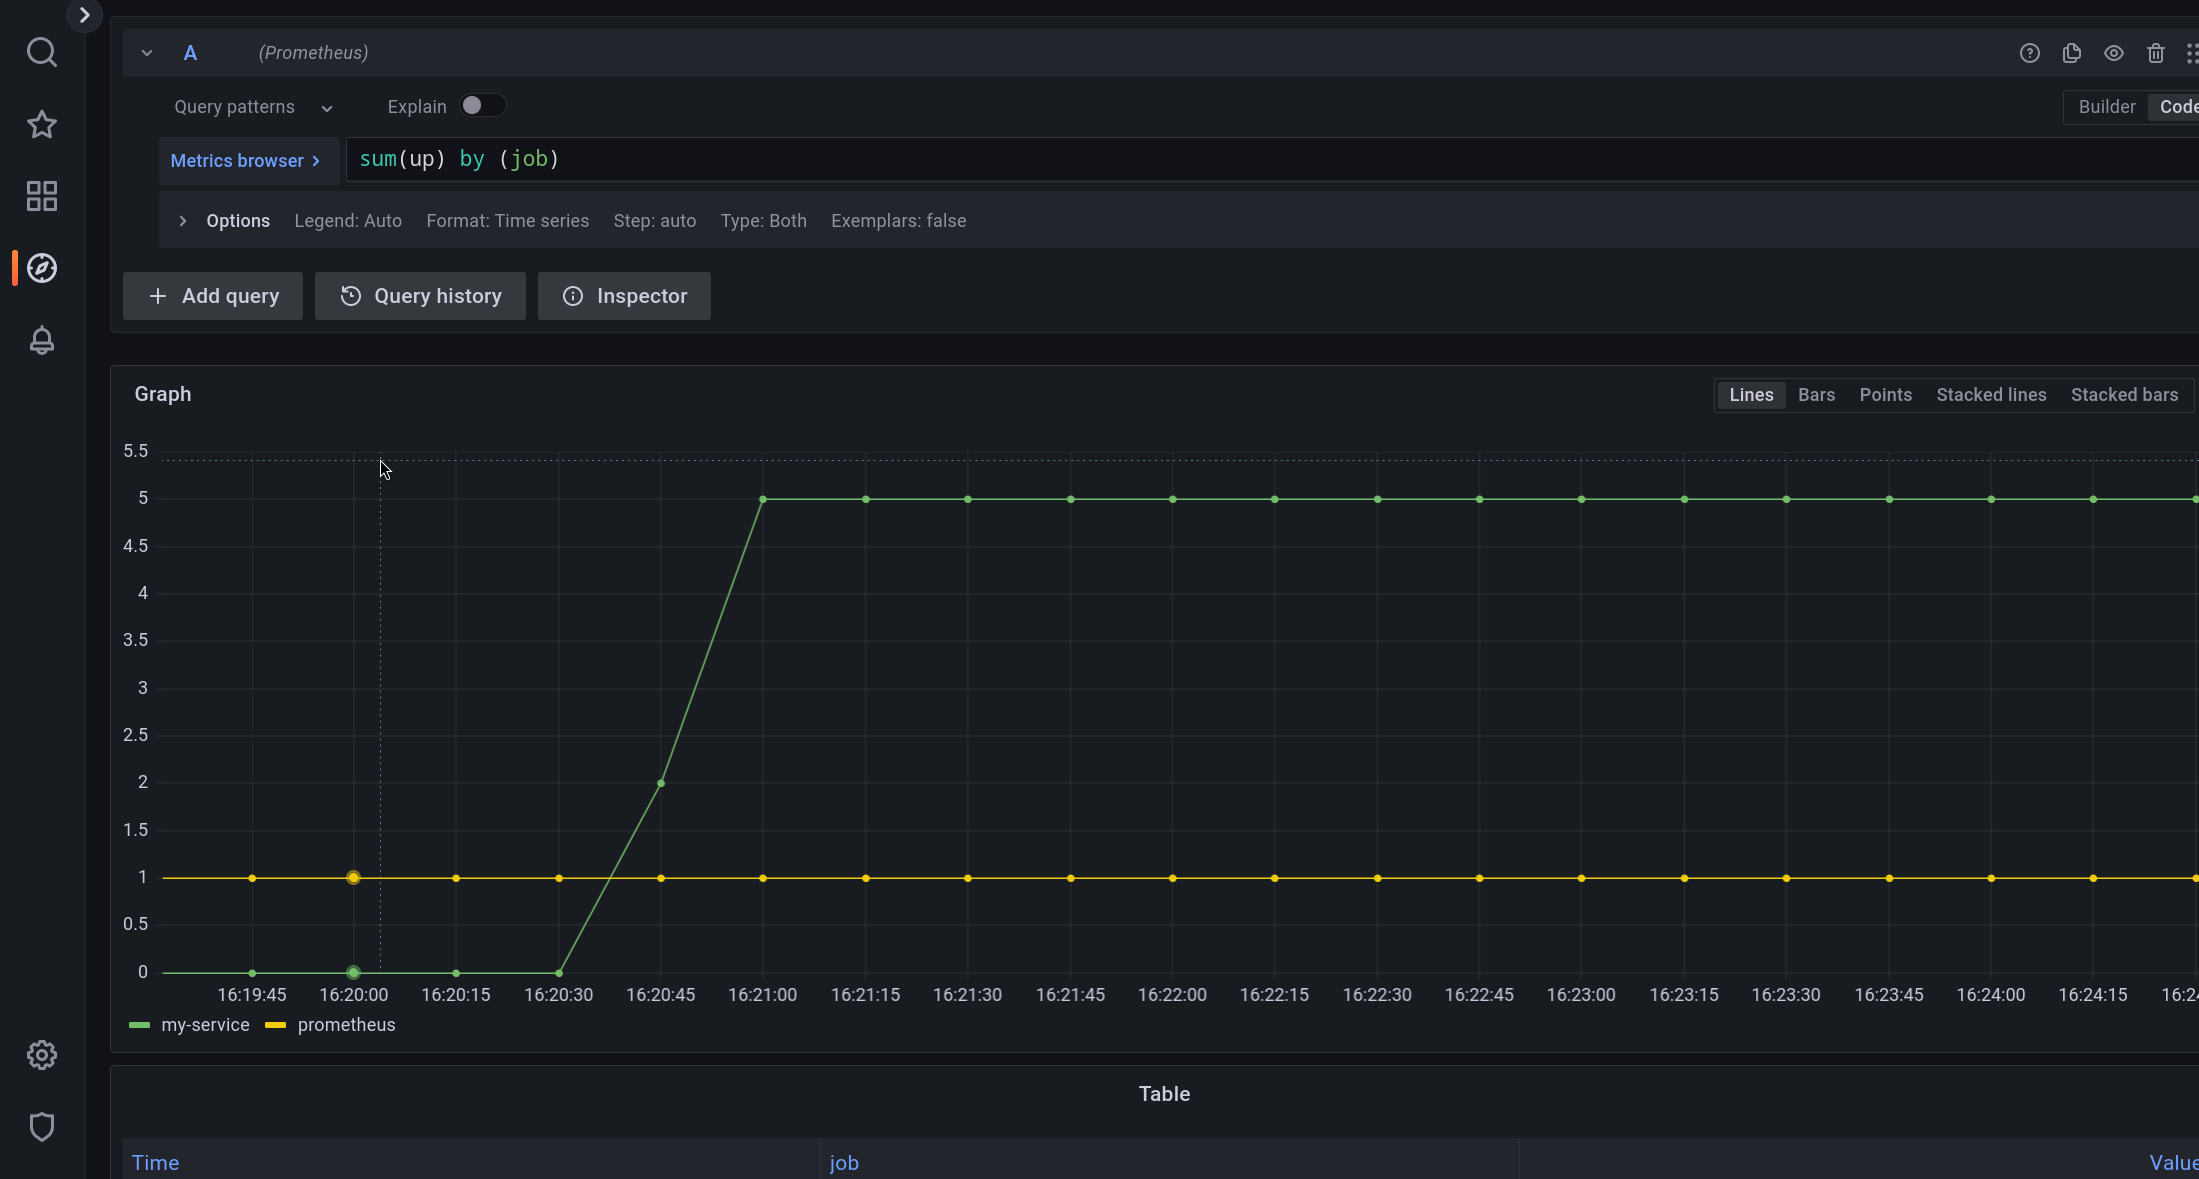 A (Prometheus)
Query patterns Explain Builder Code
Metrics browser sum(up) by (job)
Options Legend: Auto Format: Time series Step: auto Type: Both Exemplars: false
+ Add query Query history Inspector
Graph Lines Bars Points Stacked lines Stacked bars
5.5
5
4.5
4
3.5
3
2.5
2
1.5
1
0.5
0
16:19:45 16:20:00 16:20:15 16:20:30 16:20:45 16:21:00 16:21:15 16:21:30 16:21:45 16:22:00 16:22:15 16:22:30 16:22:45 16:23:00 16:23:15 16:23:30 16:23:45 16:24:00 16:24:15
my-service prometheus
Table
Time job Value